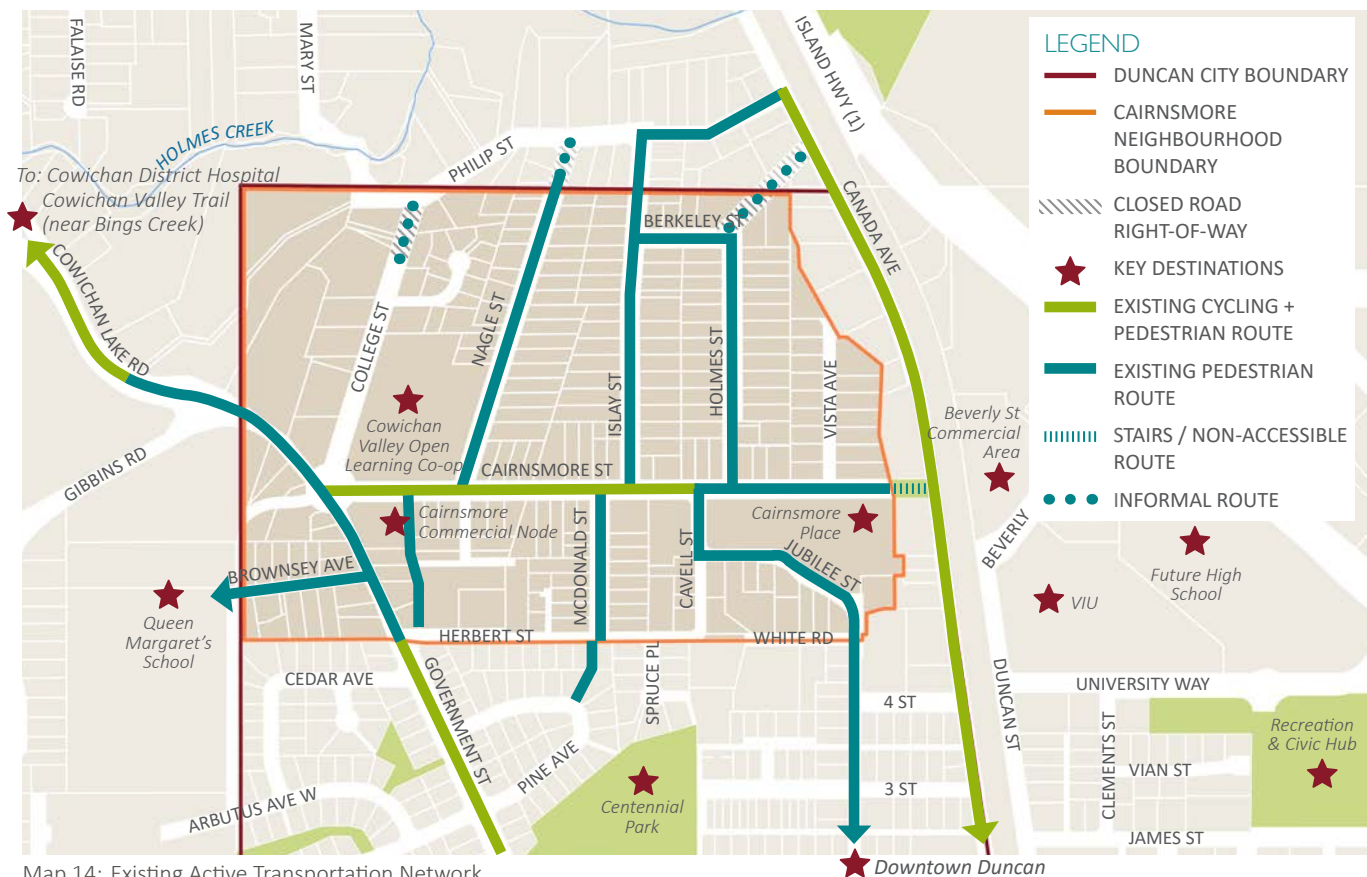 FALAISE RD
MARY ST
HOLMES CREEK
PHILIP ST
ISLAND HWY (1)
CANADA AVE
To: Cowichan District Hospital
Cowichan Valley Trail
(near Bings Creek)
COWICHAN LAKE RD
GIBBINS RD
COLLEGE ST
NAGLE ST
BERKELEY ST
ISLAY ST
HOLMES ST
VISTA AVE
Cowichan
Valley Open
Learning Co-op
CAIRNSMORE ST
Beverly St
Commercial
Area
Cairnsmore
Commercial Node
Cairnsmore
Place
BEVERLY
BROWNSEY AVE
MCDONALD ST
CAVELL ST
JUBILEE ST
Queen
Margaret's
School
VIU
Future High
School
HERBERT ST
WHITE RD
CEDAR AVE
GOVERNMENT ST
SPRUCE PL
PINE AVE
ARBUTUS AVE W
Centennial
Park
4 ST
3 ST
DUNCAN ST
UNIVERSITY WAY
CLEMENTS ST
VIAN ST
JAMES ST
Recreation
& Civic Hub
Downtown Duncan
LEGEND
DUNCAN CITY BOUNDARY
CAIRNSMORE
NEIGHBOURHOOD
BOUNDARY
CLOSED ROAD
RIGHT-OF-WAY
KEY DESTINATIONS
EXISTING CYCLING +
PEDESTRIAN ROUTE
EXISTING PEDESTRIAN
ROUTE
STAIRS / NON-ACCESSIBLE
ROUTE
INFORMAL ROUTE
Map 14: Existing Active Transportation Network